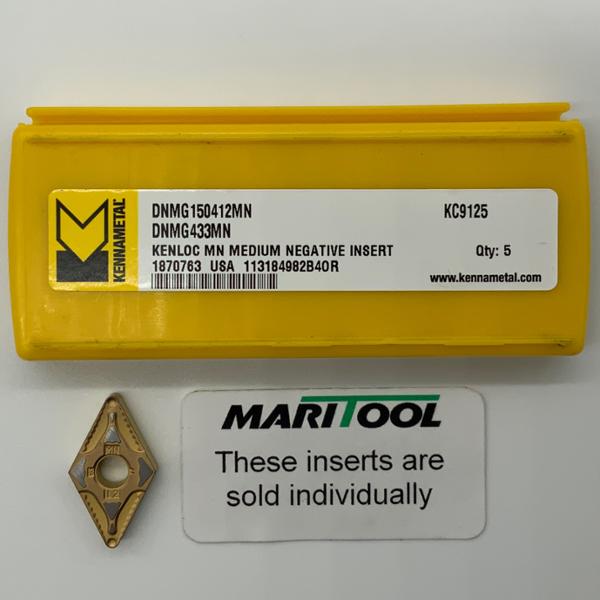 KENNAMETAL
DNMG150412MN
KC9125
DNMG433MN
KENLOC MN MEDIUM NEGATIVE INSERT
Qty: 5
1870763 USA 113184982B40R
www.kennametal.com
MARITOOL
These inserts are
sold individually
MN